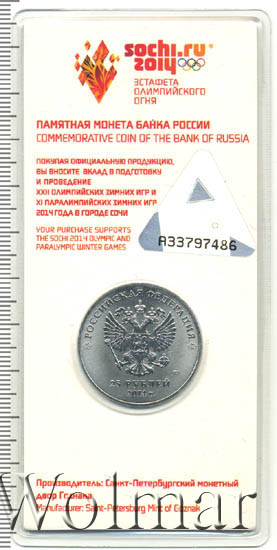 sochi.ru
2014
ЭСТАФЕТА
ОЛИМПИЙСКОГО
ОГНЯ
ПАМЯТНАЯ МОНЕТА БАНКА РОССИИ
COMMEMORATIVE COIN OF THE BANK OF RUSSIA
ПОКУПАЯ ОФИЦИАЛЬНУЮ ПРОДУКЦИЮ,
ВЫ ВНОСИТЕ ВКЛАД В ПОДГОТОВКУ
И ПРОВЕДЕНИЕ
XXII ОЛИМПИЙСКИХ ЗИМНИХ ИГР И
XI ПАРАЛИМПИЙСКИХ ЗИМНИХ ИГР
2014 ГОДА В ГОРОДЕ СОЧИ
YOUR PURCHASE SUPPORTS
THE SOCHI 2014 OLYMPIC AND
PARALYMPIC WINTER GAMES
A33797486
РОССИЙСКАЯ ФЕДЕРАЦИЯ
25 РУБЛЕЙ
Производитель: Санкт-Петербургский монетный
двор Гознака
Manufacturer: Saint-Petersburg Mint of Goznak
Wolmar